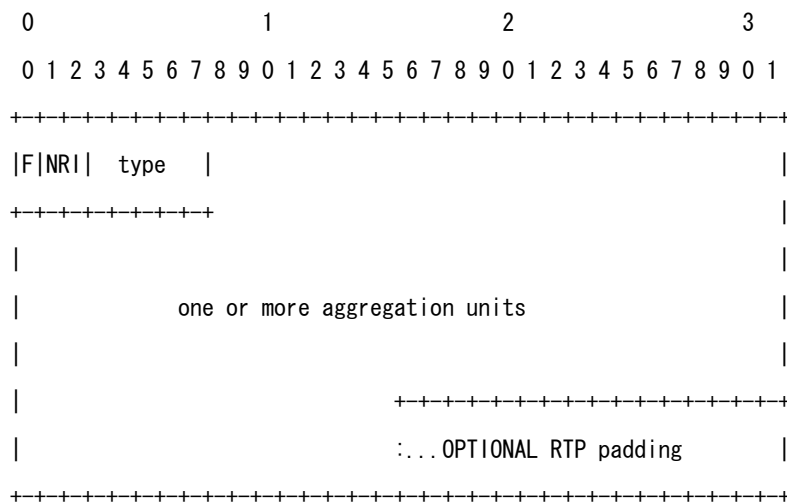 0                   1                   2                   3
 0 1 2 3 4 5 6 7 8 9 0 1 2 3 4 5 6 7 8 9 0 1 2 3 4 5 6 7 8 9 0 1
+-+-+-+-+-+-+-+-+-+-+-+-+-+-+-+-+-+-+-+-+-+-+-+-+-+-+-+-+-+-+-+-+
|F|NRI|  type   |                                               |
+-+-+-+-+-+-+-+-+                                               |
|                                                               |
|             one or more aggregation units                     |
|                                                               |
|                               +-+-+-+-+-+-+-+-+-+-+-+-+-+-+-+-+
|                               :...OPTIONAL RTP padding        |
+-+-+-+-+-+-+-+-+-+-+-+-+-+-+-+-+-+-+-+-+-+-+-+-+-+-+-+-+-+-+-+-+